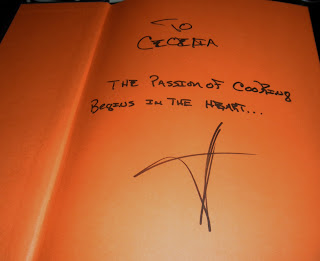 TO
CECELIA
THE PASSION OF COOKING
BEGINS IN THE HEART...